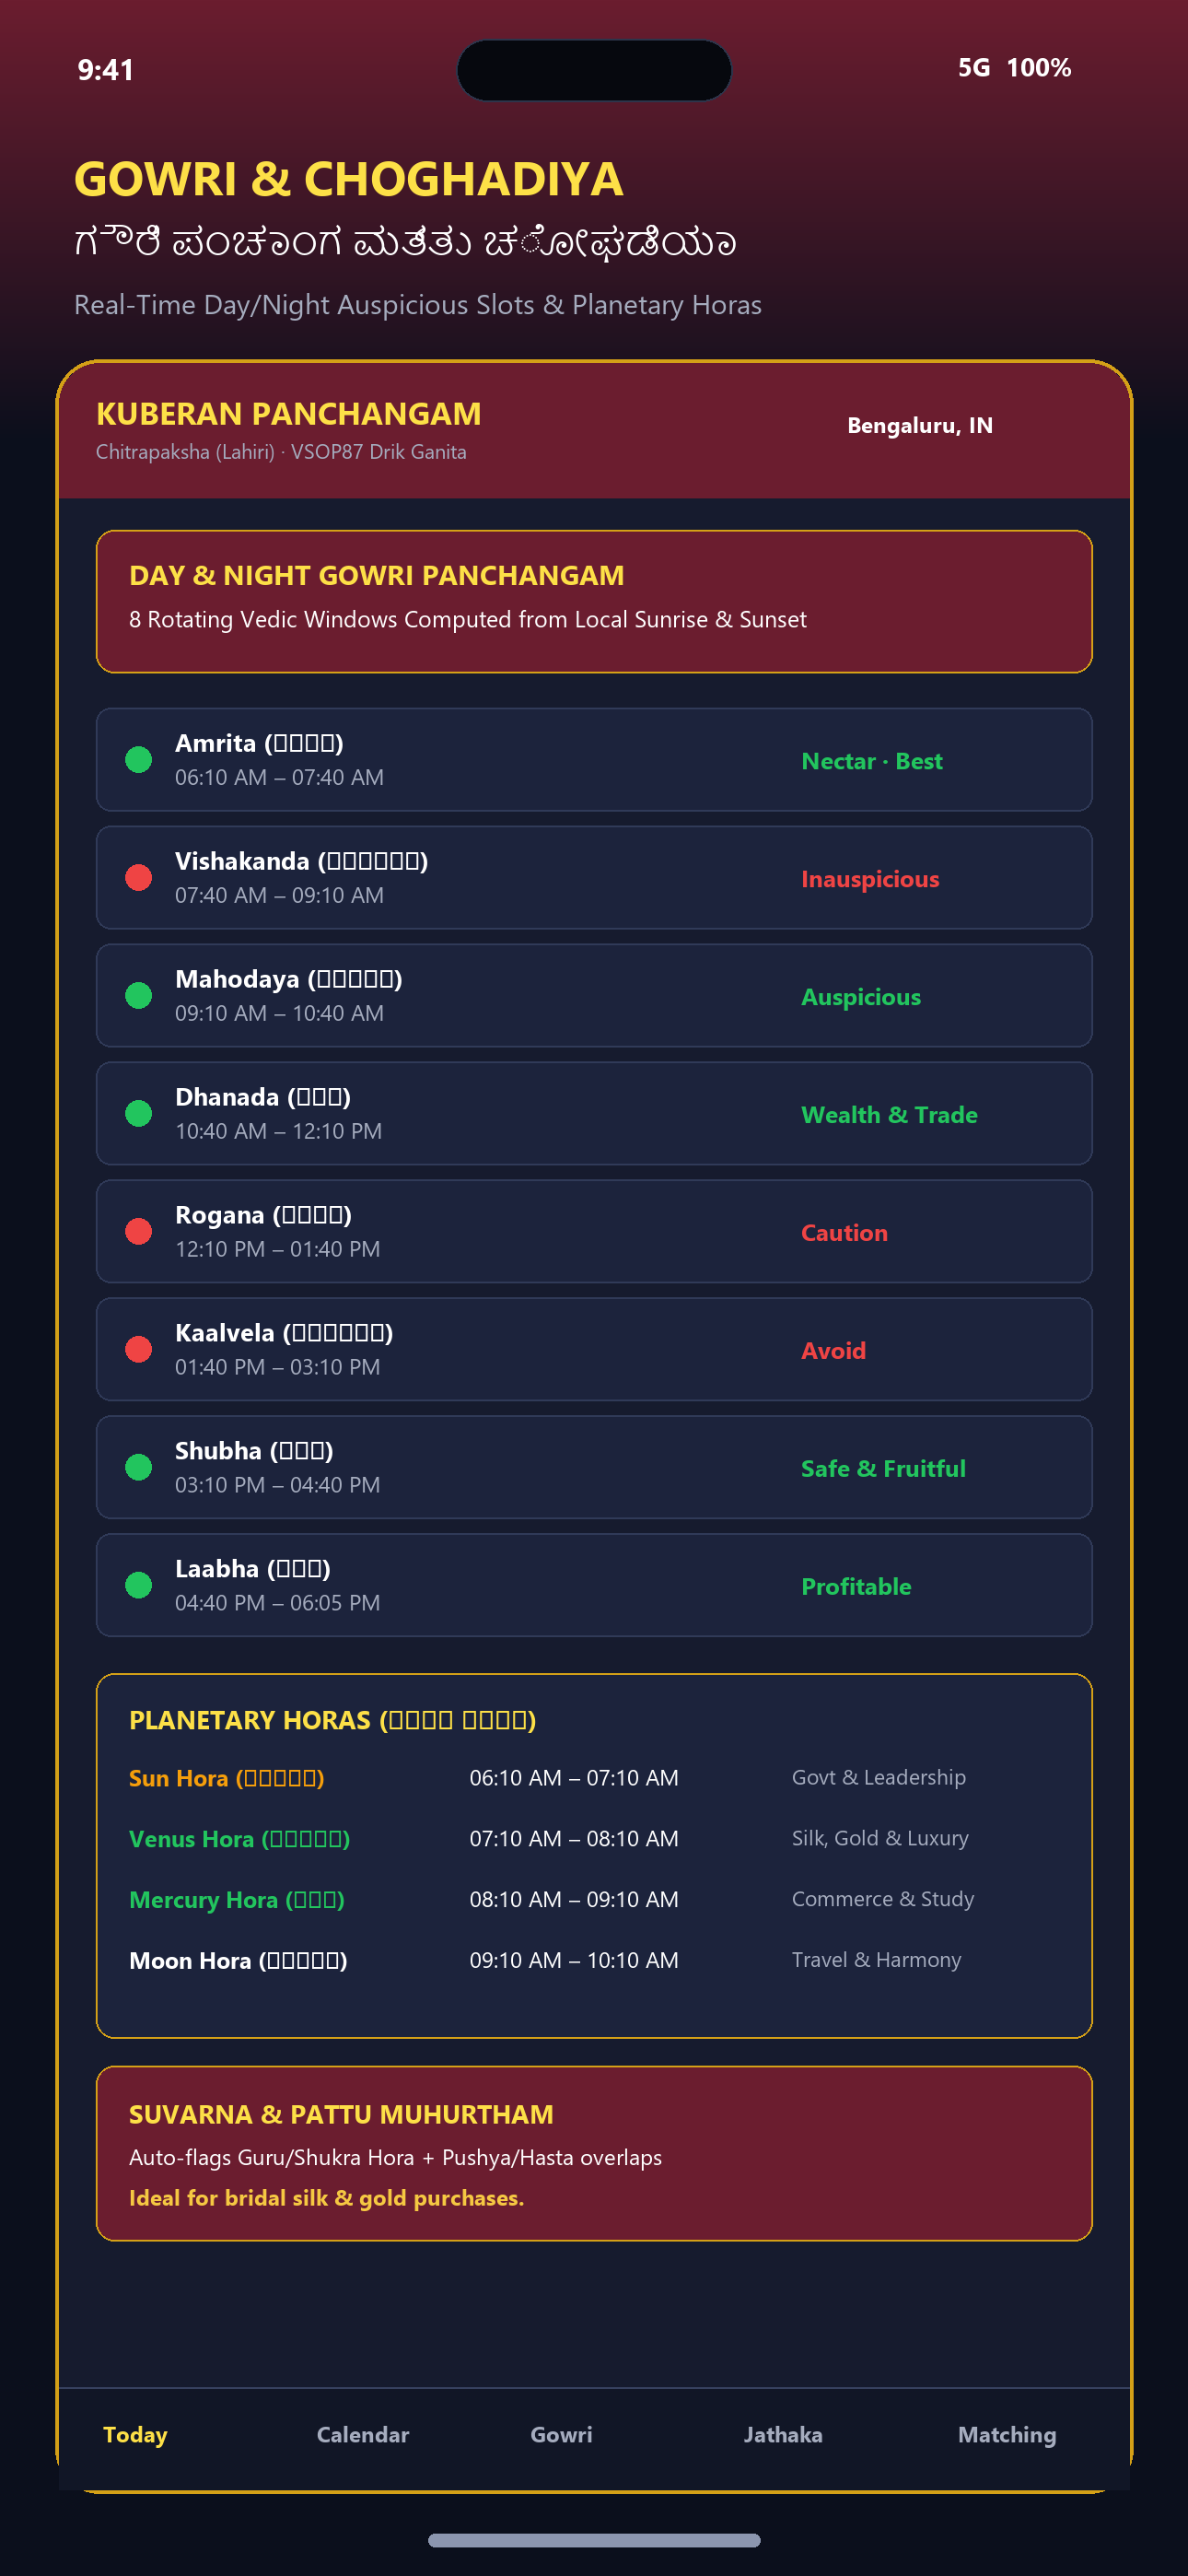 9:41
5G 100%
GOWRI & CHOGHADIYA
ಗೌರಿ ಪಂಚಾಂಗ ಮತ್ತು ಚೋಘಡಿಯಾ
Real-Time Day/Night Auspicious Slots & Planetary Horas
KUBERAN PANCHANGAM
Bengaluru, IN
Chitrapaksha (Lahiri) · VSOP87 Drik Ganita
DAY & NIGHT GOWRI PANCHANGAM
8 Rotating Vedic Windows Computed from Local Sunrise & Sunset
Amrita
06:10 AM – 07:40 AM
Nectar · Best
Vishakanda
07:40 AM – 09:10 AM
Inauspicious
Mahodaya
09:10 AM – 10:40 AM
Auspicious
Dhanada
10:40 AM – 12:10 PM
Wealth & Trade
Rogana
12:10 PM – 01:40 PM
Caution
Kaalvela
01:40 PM – 03:10 PM
Avoid
Shubha
03:10 PM – 04:40 PM
Safe & Fruitful
Laabha
04:40 PM – 06:05 PM
Profitable
PLANETARY HORAS
Sun Hora 06:10 AM – 07:10 AM Govt & Leadership
Venus Hora 07:10 AM – 08:10 AM Silk, Gold & Luxury
Mercury Hora 08:10 AM – 09:10 AM Commerce & Study
Moon Hora 09:10 AM – 10:10 AM Travel & Harmony
SUVARNA & PATTU MUHURTHAM
Auto-flags Guru/Shukra Hora + Pushya/Hasta overlaps
Ideal for bridal silk & gold purchases.
Today Calendar Gowri Jathaka Matching